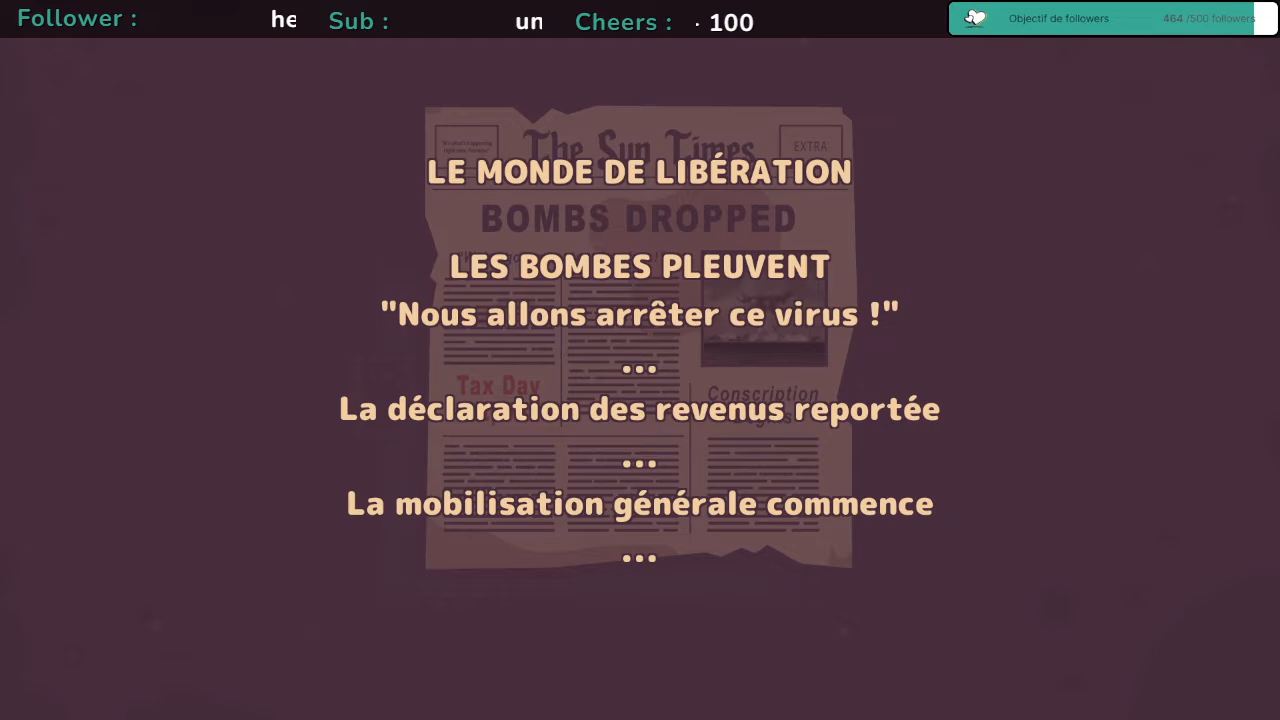 Follower :
he
Sub :
un
Cheers :
· 100
Objectif de followers
464 /500 followers
The Sun Times
EXTRA
LE MONDE DE LIBÉRATION
BOMBS DROPPED
LES BOMBES PLEUVENT
"Nous allons arrêter ce virus !"
...
Tax Day
Conscription
La déclaration des revenus reportée
...
La mobilisation générale commence
...